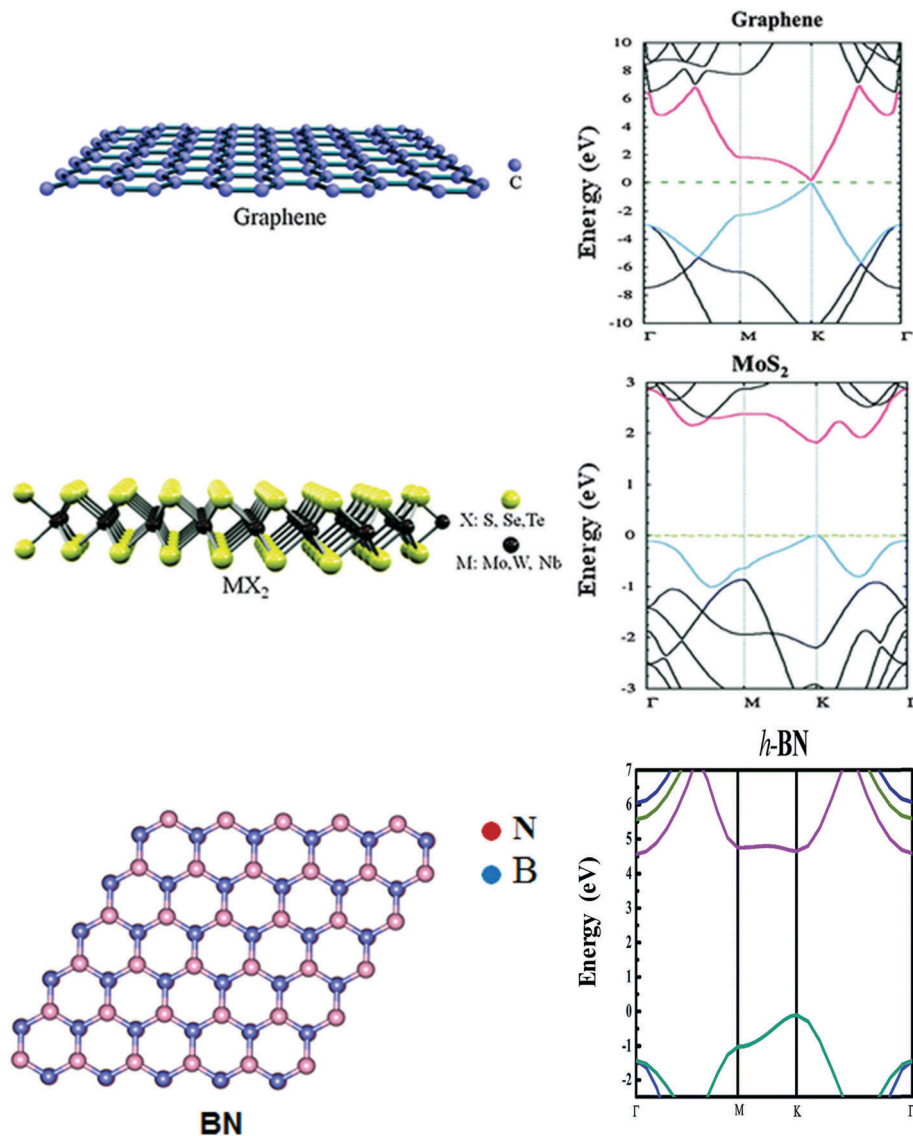 Graphene
10
8
6
4
2
0
-2
-4
-6
-8
-10
Energy (eV)
Γ
M
K
Γ
C
Graphene
MoS2
3
2
1
0
-1
-2
-3
Energy (eV)
Γ
M
K
Γ
X: S, Se,Te
M: Mo,W, Nb
MX2
h-BN
7
6
5
4
3
2
1
0
-1
-2
Energy (eV)
Γ
M
K
Γ
N
B
BN